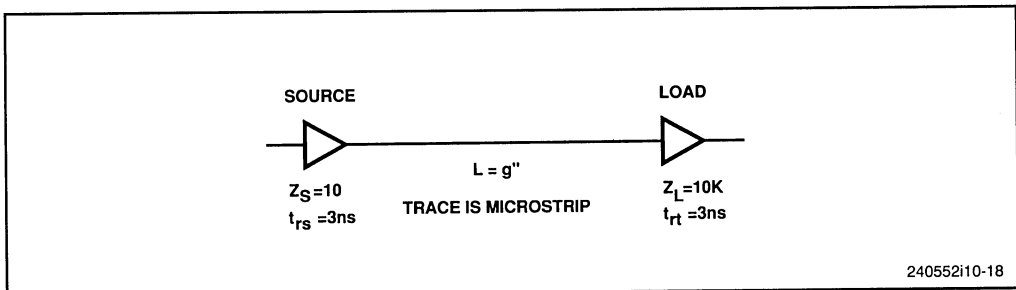 SOURCE
LOAD
L = g"
Z_S=10
t_rs =3ns
TRACE IS MICROSTRIP
Z_L=10K
t_rt =3ns
240552i10-18